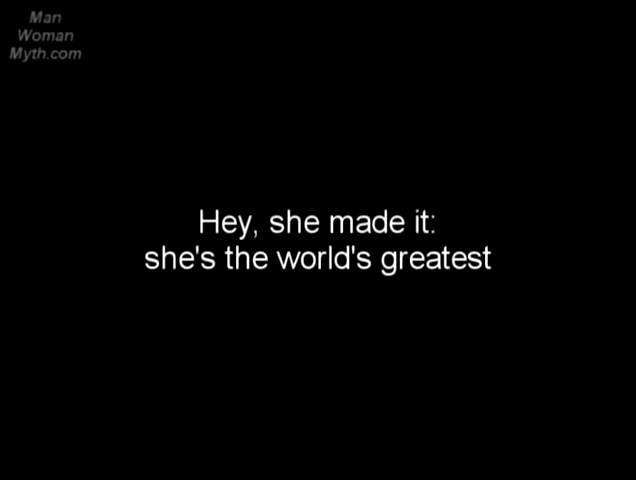 Man
Woman
Myth.com
Hey, she made it:
she's the world's greatest